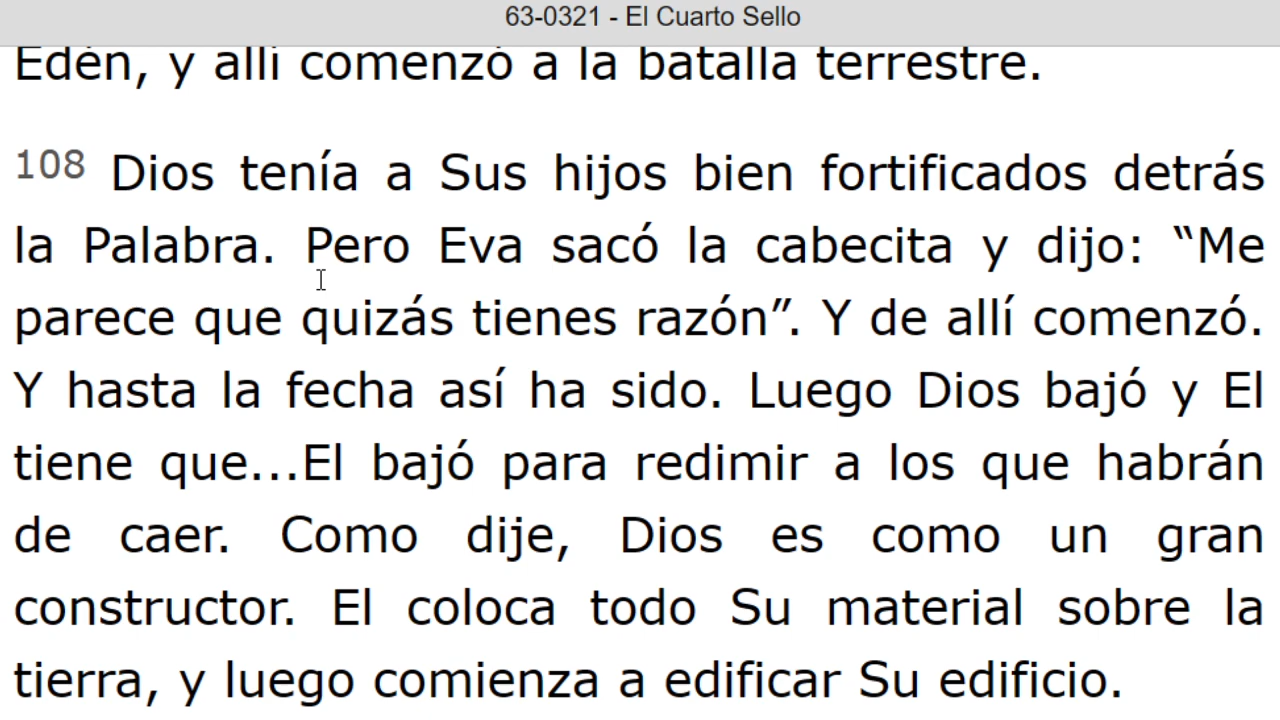 63-0321 - El Cuarto Sello
Edén, y allí comenzó a la batalla terrestre.
108 Dios tenía a Sus hijos bien fortificados detrás
la Palabra. Pero Eva sacó la cabecita y dijo: “Me
parece que quizás tienes razón”. Y de allí comenzó.
Y hasta la fecha así ha sido. Luego Dios bajó y El
tiene que...El bajó para redimir a los que habrán
de caer. Como dije, Dios es como un gran
constructor. El coloca todo Su material sobre la
tierra, y luego comienza a edificar Su edificio.